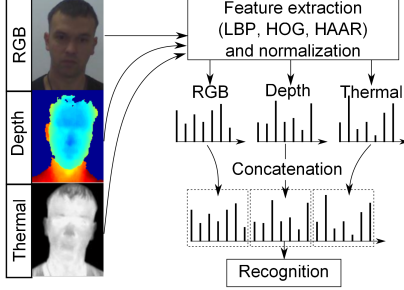 RGB
Depth
Thermal
Feature extraction
(LBP, HOG, HAAR)
and normalization
RGB
Depth
Thermal
Concatenation
Recognition